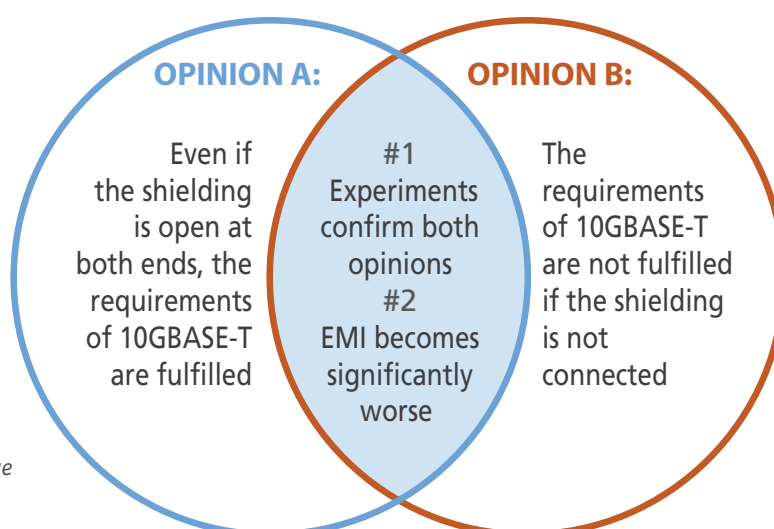 OPINION A:
Even if
the shielding
is open at
both ends, the
requirements
of 10GBASE-T
are fulfilled
#1
Experiments
confirm both
opinions
#2
EMI becomes
significantly
worse
OPINION B:
The
requirements
of 10GBASE-T
are not fulfilled
if the shielding
is not
connected